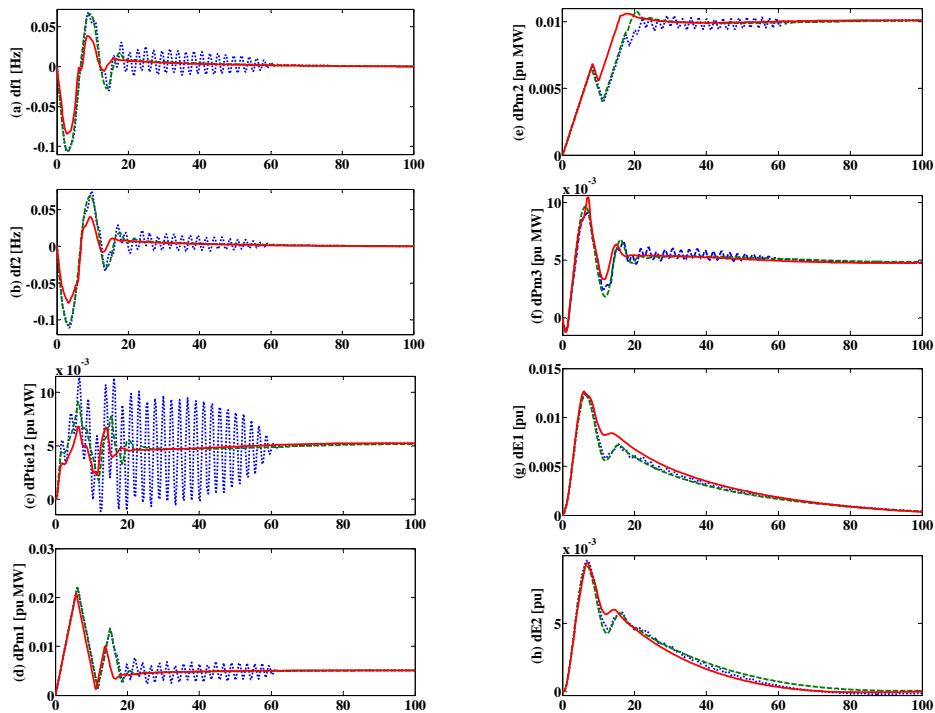 (a) df1 [Hz]
0.05
0
-0.05
-0.1
0 20 40 60 80 100
(b) df2 [Hz]
0.05
0
-0.05
-0.1
0 20 40 60 80 100
(c) dPtie12 [pu MW]
x 10⁻³
10
5
0
0 20 40 60 80 100
(d) dPm1 [pu MW]
0.03
0.02
0.01
0
0 20 40 60 80 100
(e) dPm2 [pu MW]
0.01
0.005
0
0 20 40 60 80 100
(f) dPm3 [pu MW]
x 10⁻³
10
5
0
0 20 40 60 80 100
(g) dE1 [pu]
0.015
0.01
0.005
0
0 20 40 60 80 100
(h) dE2 [pu]
x 10⁻³
5
0
0 20 40 60 80 100